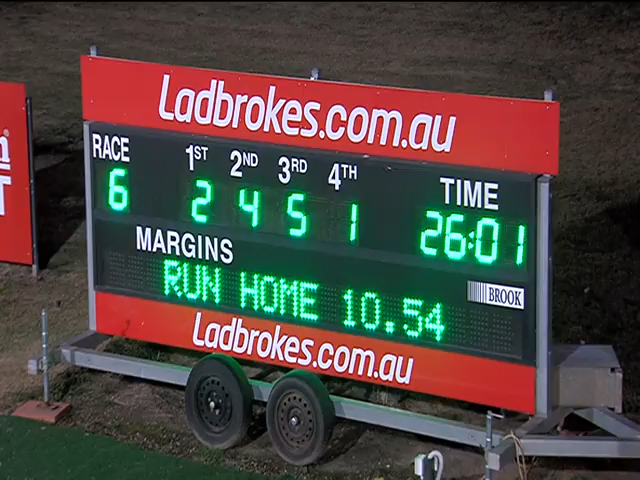 Ladbrokes.com.au
RACE 1ST 2ND 3RD 4TH TIME
6 2 4 5 1 26:01
MARGINS
RUN HOME 10.54
BROOK
Ladbrokes.com.au